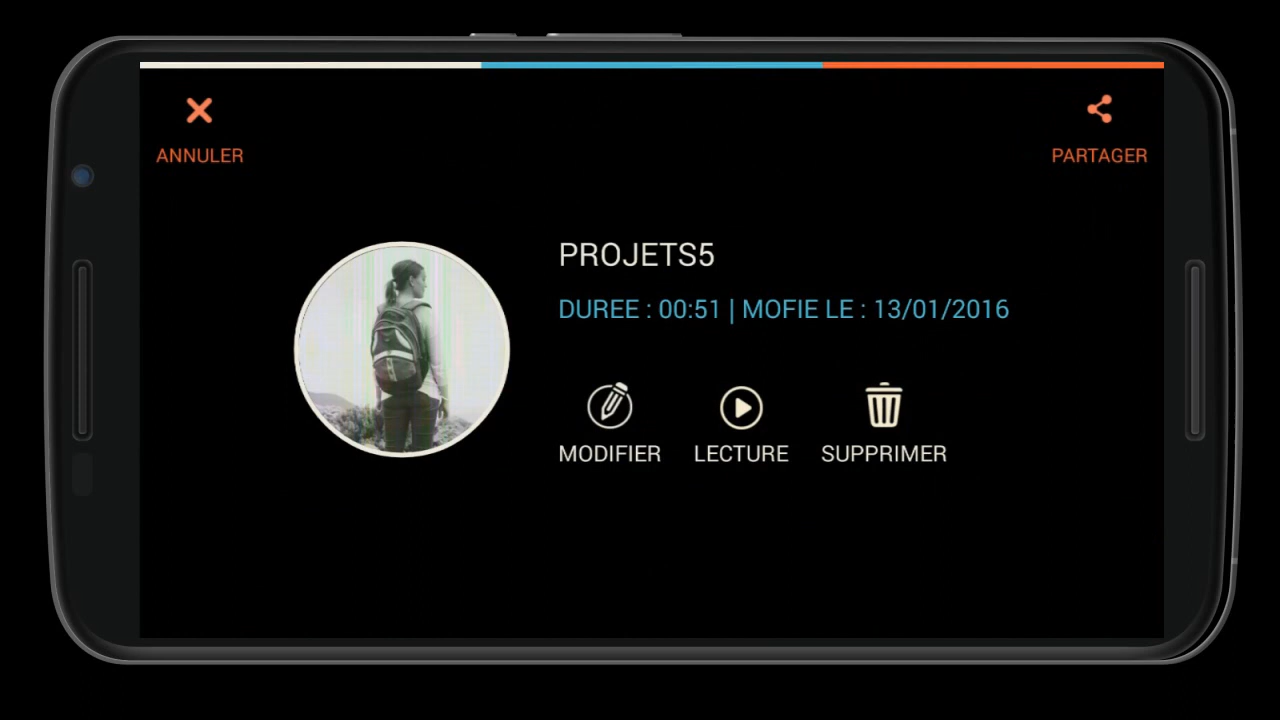 ANNULER
PARTAGER
PROJETS5
DUREE : 00:51 | MOFIE LE : 13/01/2016
MODIFIER
LECTURE
SUPPRIMER